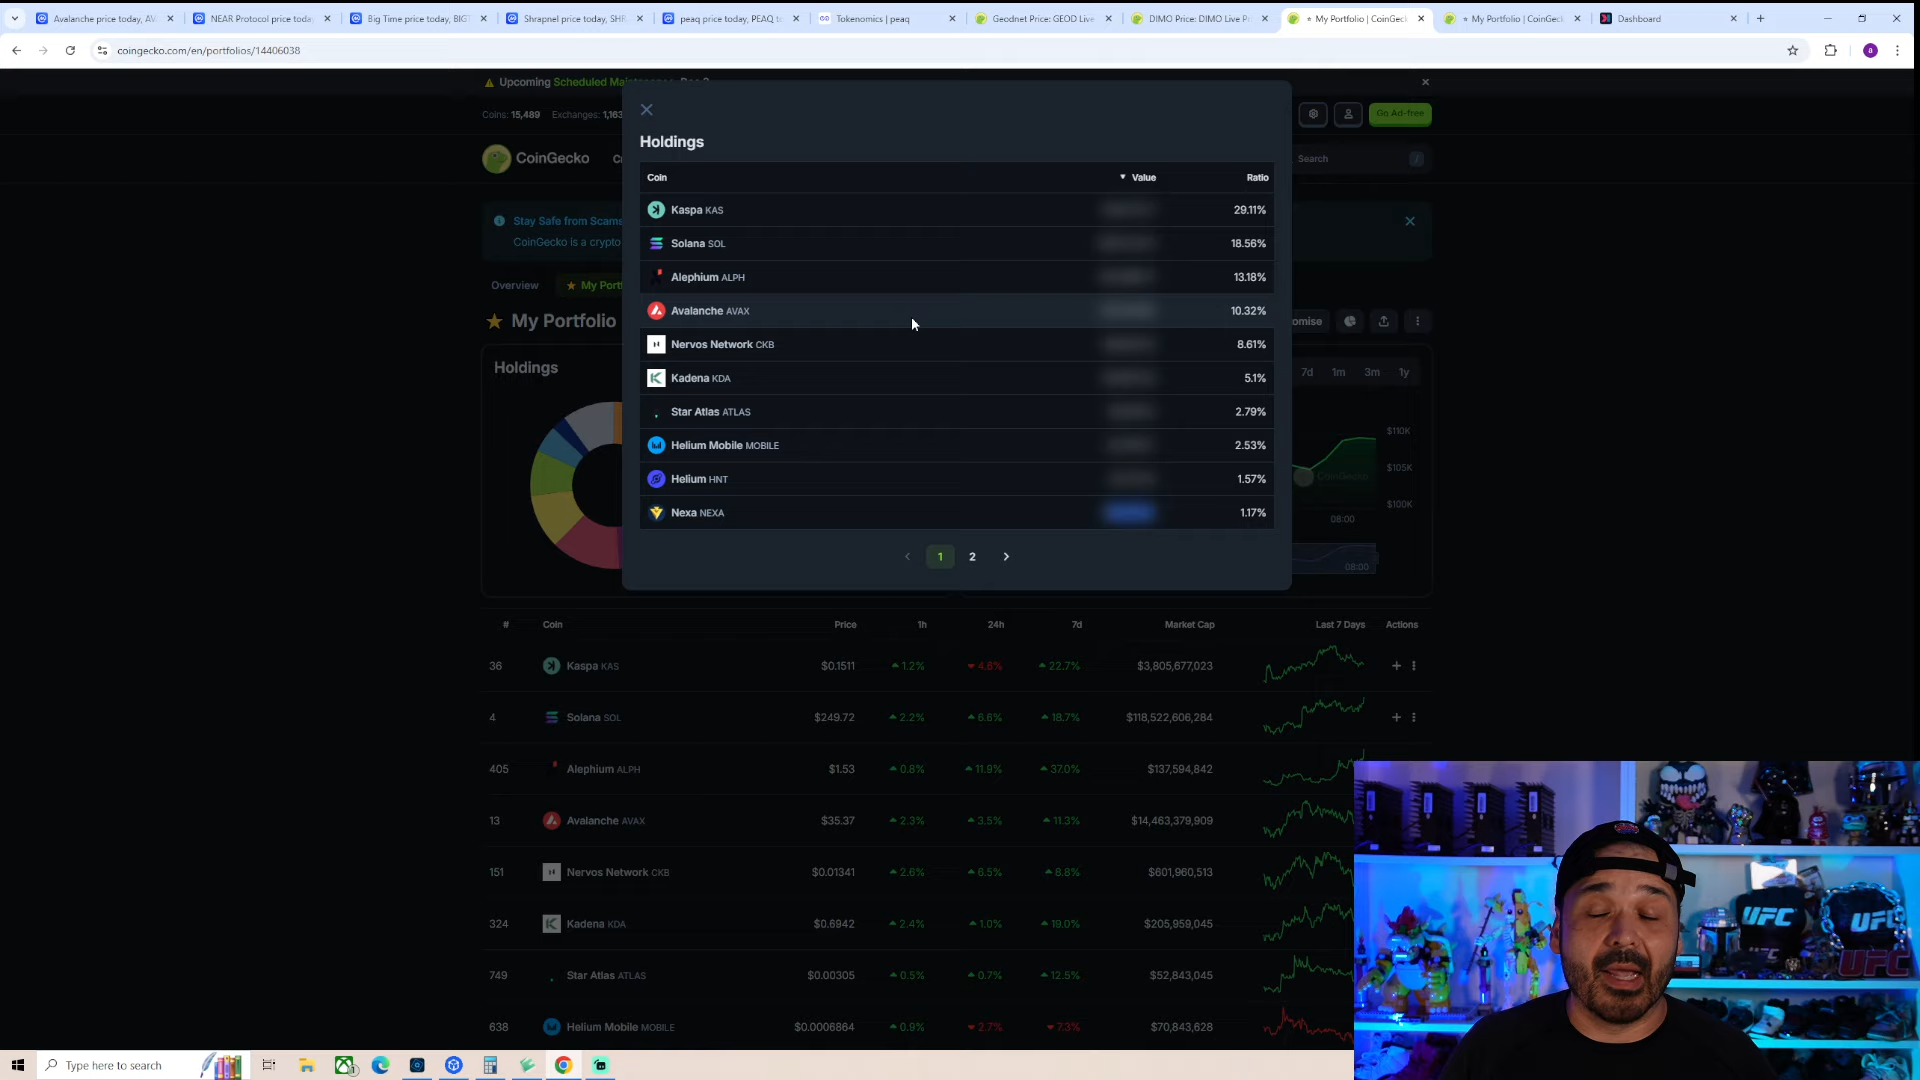 Avalanche price today, AV
NEAR Protocol price toda
Big Time price today, BIGT
Shrapnel price today, SHR
peaq price today, PEAQ to
Tokenomics | peaq
Geodnet Price: GEOD Live
DIMO Price: DIMO Live Pr
My Portfolio | CoinGeck
My Portfolio | CoinGeck
Dashboard
coingecko.com/en/portfolios/14406038
a
Upcoming Scheduled
Coins: 15,489 Exchanges: 1,163
Go Ad-free
CoinGecko
Search /
Stay Safe from Scams
CoinGecko is a crypto
Overview
My Port
My Portfolio
omise
Holdings
7d 1m 3m 1y
$110K
$105K
$100K
CoinGecko
08:00
08:00
Holdings
Coin Value Ratio
Kaspa KAS 29.11%
Solana SOL 18.56%
Alephium ALPH 13.18%
Avalanche AVAX 10.32%
Nervos Network CKB 8.61%
Kadena KDA 5.1%
Star Atlas ATLAS 2.79%
Helium Mobile MOBILE 2.53%
Helium HNT 1.57%
Nexa NEXA 1.17%
1 2
# Coin Price 1h 24h 7d Market Cap Last 7 Days Actions
36 Kaspa KAS $0.1511 1.2% 4.6% 22.7% $3,805,677,023
4 Solana SOL $249.72 2.2% 6.6% 18.7% $118,522,606,284
405 Alephium ALPH $1.53 0.8% 11.9% 37.0% $137,594,842
13 Avalanche AVAX $35.37 2.3% 3.5% 11.3% $14,463,379,909
151 Nervos Network CKB $0.01341 2.6% 6.5% 8.8% $601,960,513
324 Kadena KDA $0.6942 2.4% 1.0% 19.0% $205,959,045
749 Star Atlas ATLAS $0.00305 0.5% 0.7% 12.5% $52,843,045
638 Helium Mobile MOBILE $0.0006864 0.9% 2.7% 7.3% $70,843,628
UFC
UFC
UFC
Type here to search